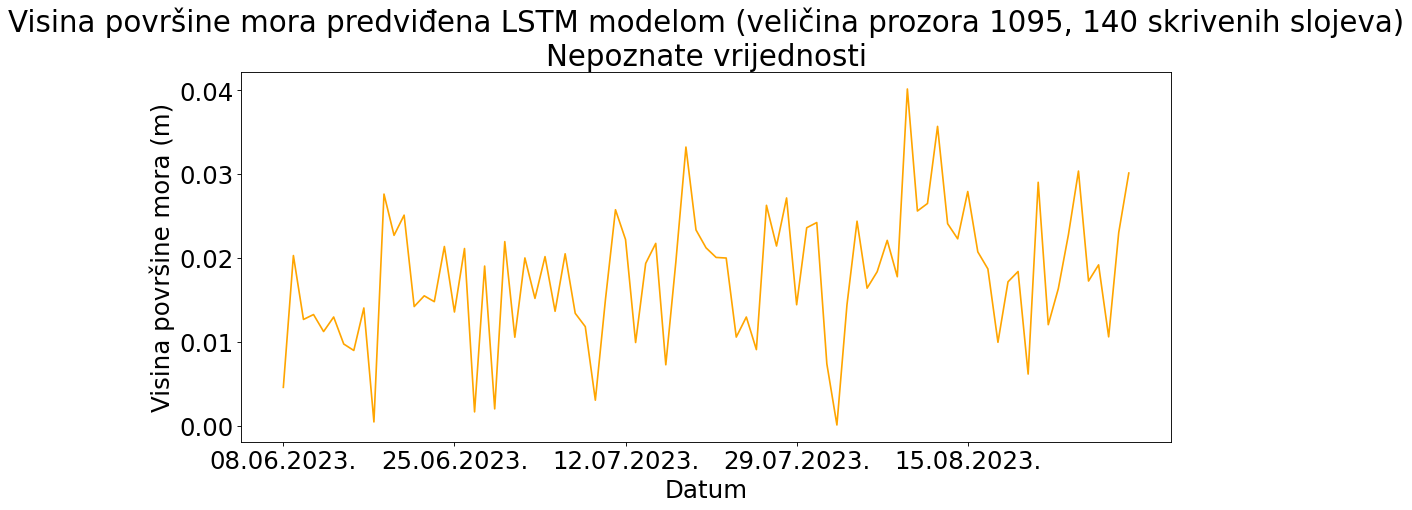 Visina površine mora predviđena LSTM modelom (veličina prozora 1095, 140 skrivenih slojeva)
Nepoznate vrijednosti
Visina površine mora (m)
0.04
0.03
0.02
0.01
0.00
08.06.2023.
25.06.2023.
12.07.2023.
29.07.2023.
15.08.2023.
Datum